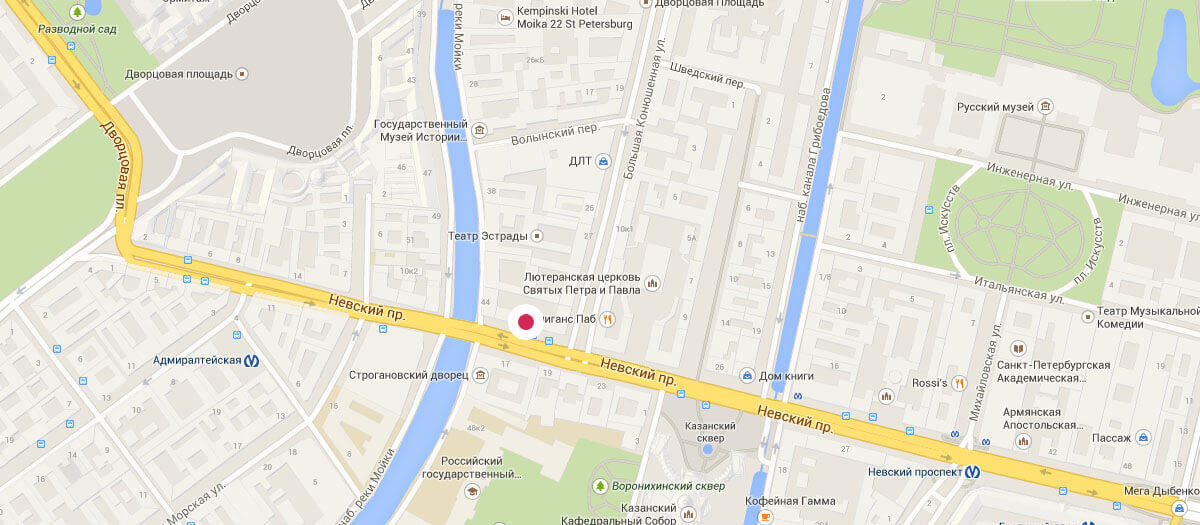 Эрмитаж
Разводной сад
Kempinski Hotel
Moika 22 St Petersburg
Дворцовая Площадь
реки Мойки
Дворцовая площадь
Шведский пер.
Русский музей
Государственный
Музей Истории...
Волынский пер.
Дворцовая пл.
Дворцовая пл.
ДЛТ
Большая Конюшенная ул.
наб. канала Грибоедова
Инженерная ул.
Инженерная ул.
пл. Искусств
пл. Искусств
Театр Эстрады
Лютеранская церковь
Святых Петра и Павла
Итальянская ул.
Театр Музыкальной
Комедии
Невский пр.
Паб
Адмиралтейская
Строгановский дворец
Невский пр.
Дом книги
Rossi's
Санкт-Петербургская
Академическая...
Михайловская ул.
Невский пр.
Армянская
Апостольская...
Пассаж
Казанский
сквер
Российский
государственный...
Невский проспект
Воронихинский сквер
Морская ул.
наб. реки Мойки
Казанский
Кафедральный Собор
Кофейная Гамма
Мега Дыбенко